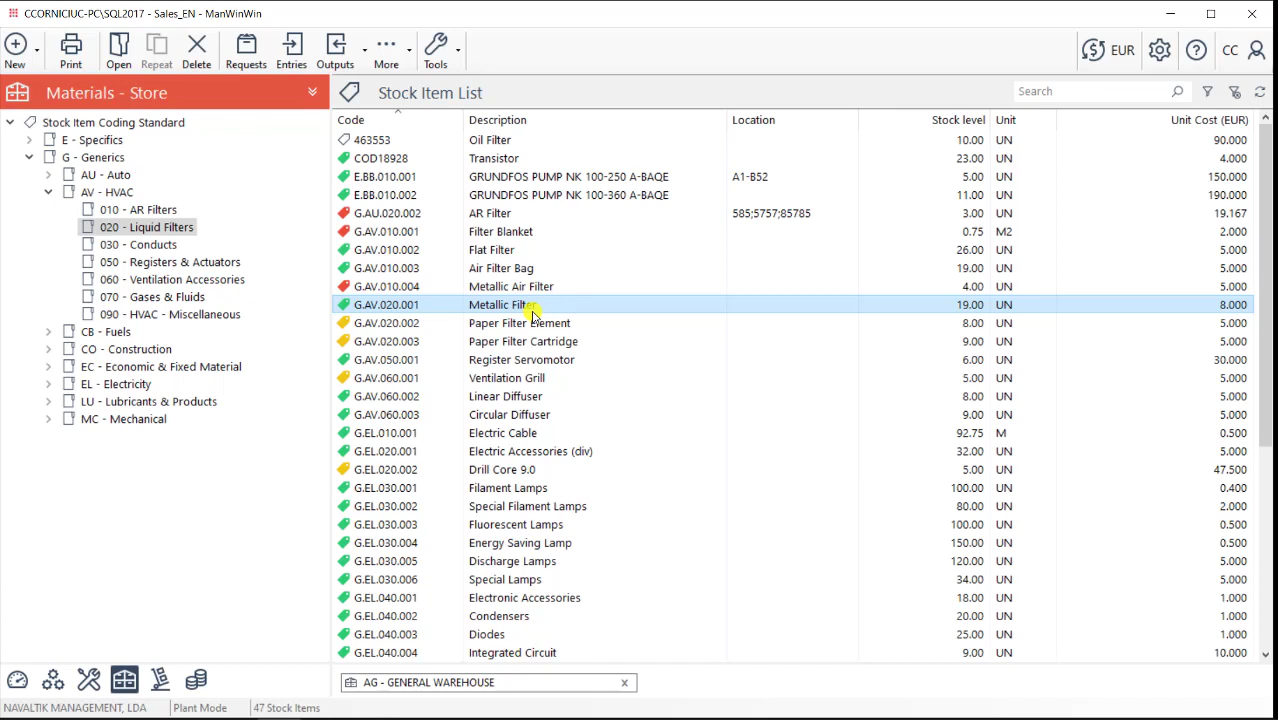 CCORNICIUC-PC\SQL2017 - Sales_EN - ManWinWin
New Print Open Repeat Delete Requests Entries Outputs More Tools EUR CC
Materials - Store
Stock Item Coding Standard
E - Specifics
G - Generics
AU - Auto
AV - HVAC
010 - AR Filters
020 - Liquid Filters
030 - Conducts
050 - Registers & Actuators
060 - Ventilation Accessories
070 - Gases & Fluids
090 - HVAC - Miscellaneous
CB - Fuels
CO - Construction
EC - Economic & Fixed Material
EL - Electricity
LU - Lubricants & Products
MC - Mechanical
Stock Item List Search
Code Description Location Stock level Unit Unit Cost (EUR)
463553 Oil Filter 10.00 UN 90.000
COD18928 Transistor 23.00 UN 4.000
E.BB.010.001 GRUNDFOS PUMP NK 100-250 A-BAQE A1-B52 5.00 UN 150.000
E.BB.010.002 GRUNDFOS PUMP NK 100-360 A-BAQE 11.00 UN 190.000
G.AU.020.002 AR Filter 585;5757;85785 3.00 UN 19.167
G.AV.010.001 Filter Blanket 0.75 M2 2.000
G.AV.010.002 Flat Filter 26.00 UN 5.000
G.AV.010.003 Air Filter Bag 19.00 UN 5.000
G.AV.010.004 Metallic Air Filter 4.00 UN 5.000
G.AV.020.001 Metallic Filter 19.00 UN 8.000
G.AV.020.002 Paper Filter Element 8.00 UN 5.000
G.AV.020.003 Paper Filter Cartridge 9.00 UN 5.000
G.AV.050.001 Register Servomotor 6.00 UN 30.000
G.AV.060.001 Ventilation Grill 5.00 UN 5.000
G.AV.060.002 Linear Diffuser 8.00 UN 5.000
G.AV.060.003 Circular Diffuser 9.00 UN 5.000
G.EL.010.001 Electric Cable 92.75 M 0.500
G.EL.020.001 Electric Accessories (div) 32.00 UN 5.000
G.EL.020.002 Drill Core 9.0 5.00 UN 47.500
G.EL.030.001 Filament Lamps 100.00 UN 0.400
G.EL.030.002 Special Filament Lamps 80.00 UN 2.000
G.EL.030.003 Fluorescent Lamps 100.00 UN 0.500
G.EL.030.004 Energy Saving Lamp 150.00 UN 0.500
G.EL.030.005 Discharge Lamps 120.00 UN 5.000
G.EL.030.006 Special Lamps 34.00 UN 5.000
G.EL.040.001 Electronic Accessories 18.00 UN 1.000
G.EL.040.002 Condensers 20.00 UN 1.000
G.EL.040.003 Diodes 25.00 UN 1.000
G.EL.040.004 Integrated Circuit 9.00 UN 10.000
AG - GENERAL WAREHOUSE
NAVALTIK MANAGEMENT, LDA Plant Mode 47 Stock Items